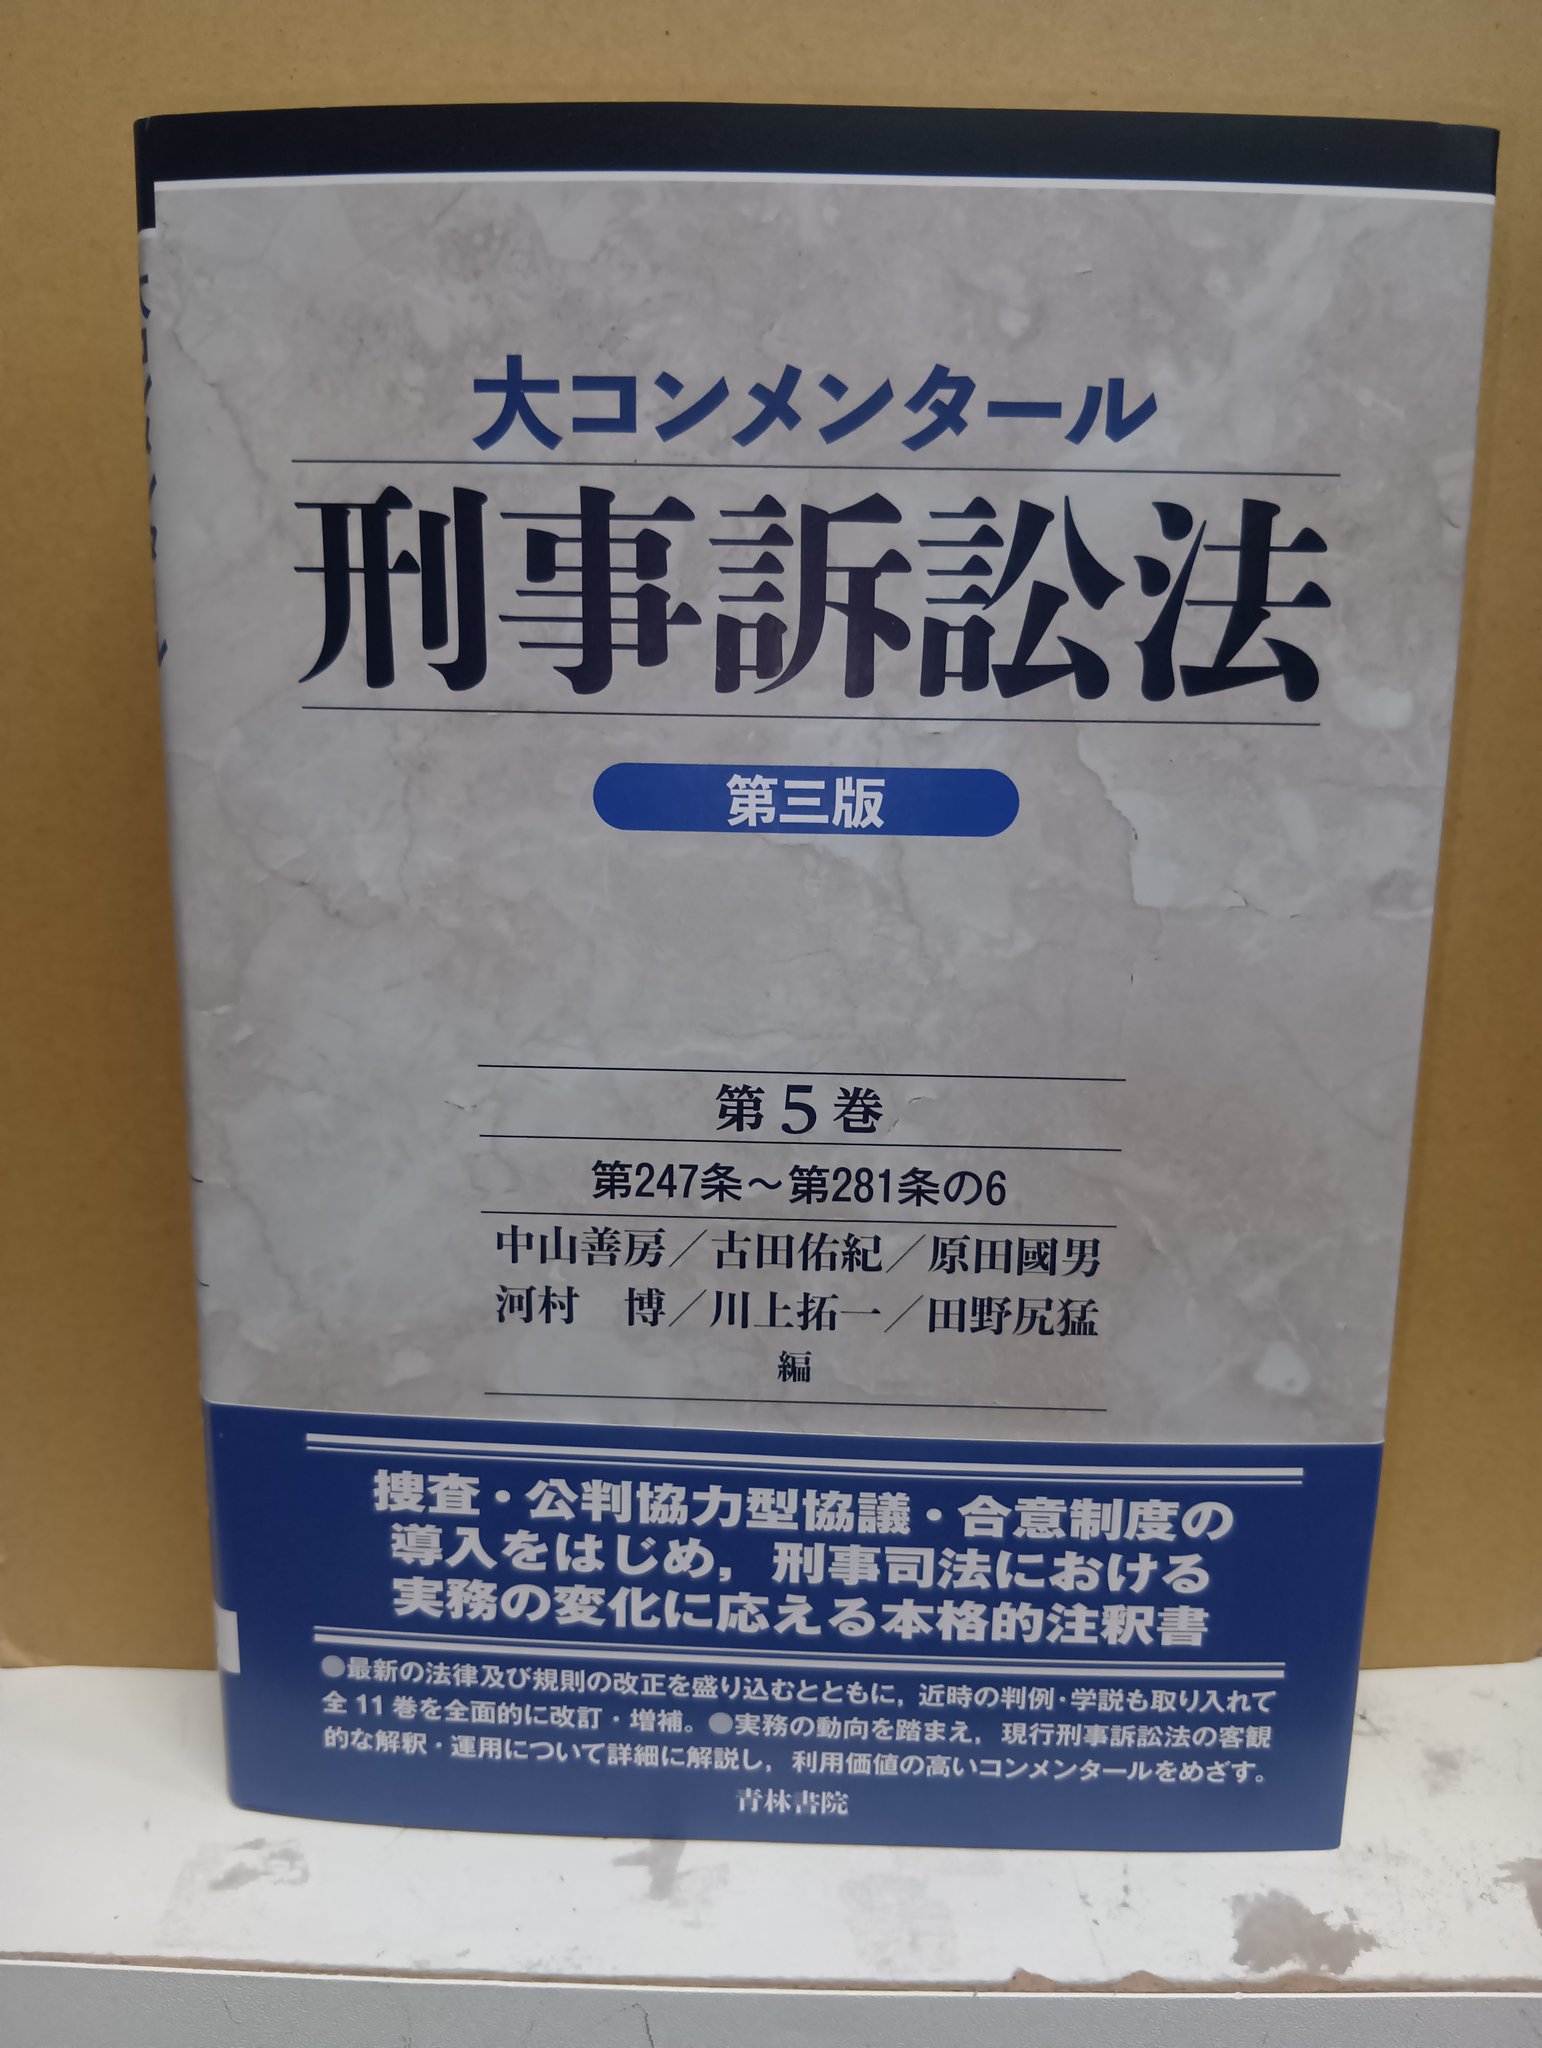 大コンメンタール
刑事訴訟法
第三版
第5巻
第247条～第281条の6
中山善房／古田佑紀／原田國男
河村　博／川上拓一／田野尻猛
編
捜査・公判協力型協議・合意制度の
導入をはじめ，刑事司法における
実務の変化に応える本格的注釈書
●最新の法律及び規則の改正を盛り込むとともに，近時の判例・学説も取り入れて
全11巻を全面的に改訂・増補。●実務の動向を踏まえ，現行刑事訴訟法の客観
的な解釈・運用について詳細に解説し，利用価値の高いコンメンタールをめざす。
青林書院